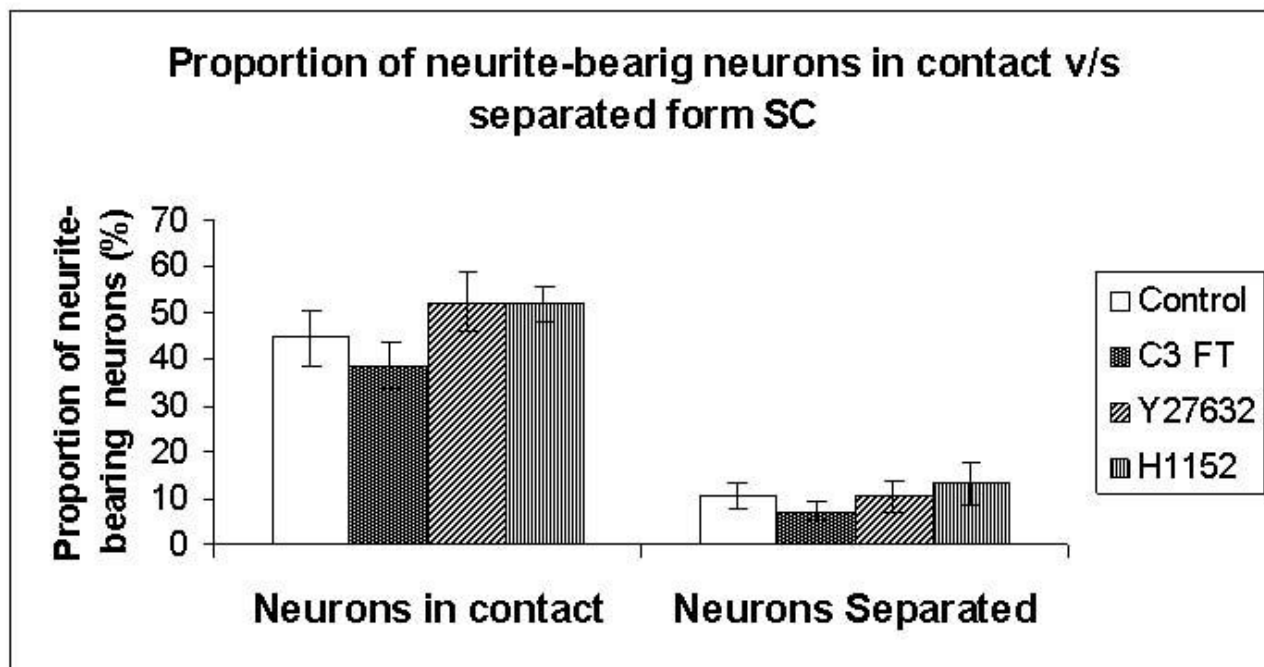 Proportion of neurite-bearig neurons in contact v/s
separated form SC
Proportion of neurite-
bearing neurons (%)
70
60
50
40
30
20
10
0
Neurons in contact
Neurons Separated
Control
C3 FT
Y27632
H1152